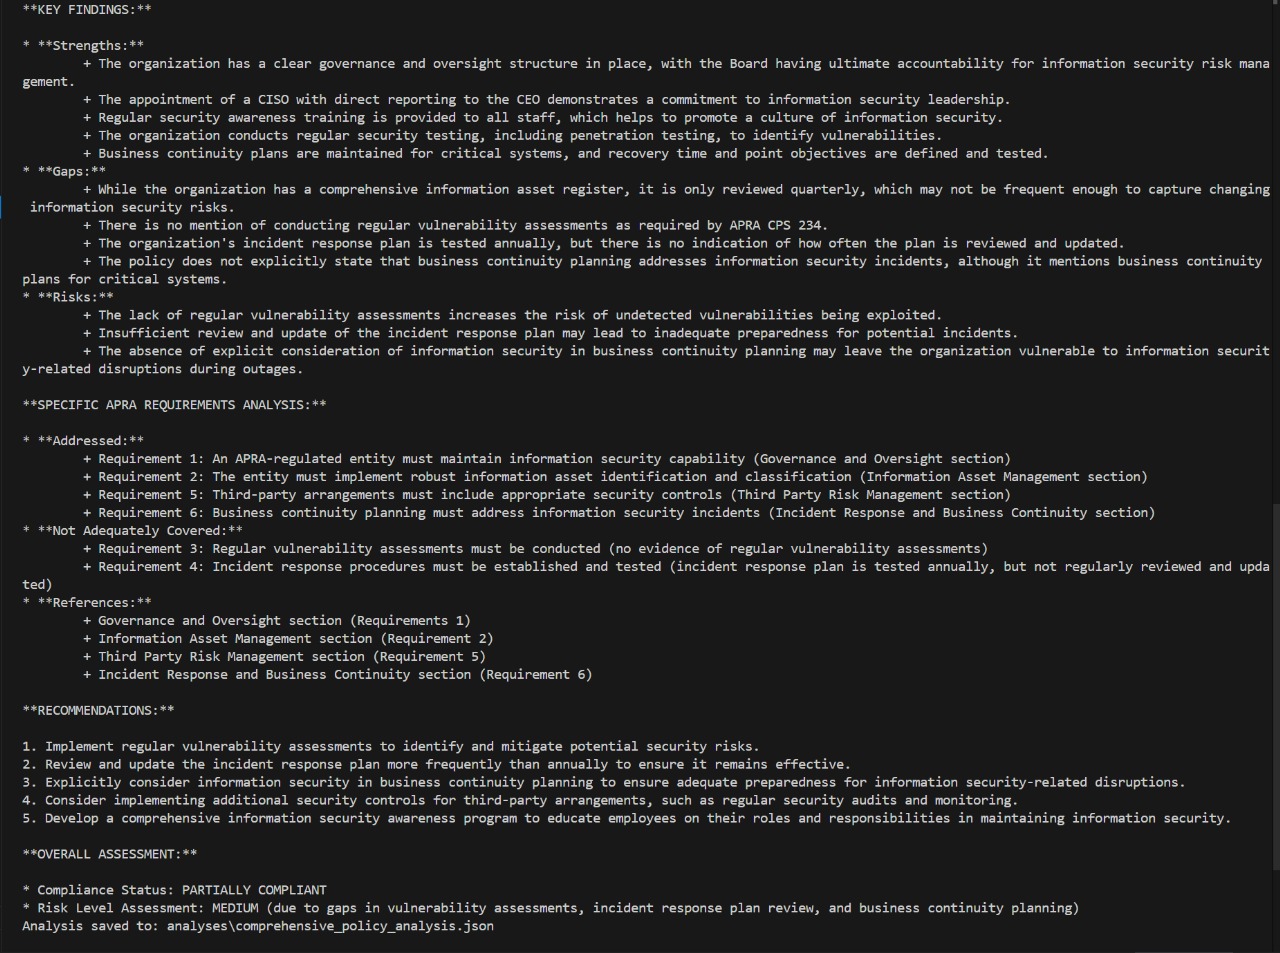 **KEY FINDINGS:**
* **Strengths:**
+ The organization has a clear governance and oversight structure in place, with the Board having ultimate accountability for information security risk mana
gement.
+ The appointment of a CISO with direct reporting to the CEO demonstrates a commitment to information security leadership.
+ Regular security awareness training is provided to all staff, which helps to promote a culture of information security.
+ The organization conducts regular security testing, including penetration testing, to identify vulnerabilities.
+ Business continuity plans are maintained for critical systems, and recovery time and point objectives are defined and tested.
* **Gaps:**
+ While the organization has a comprehensive information asset register, it is only reviewed quarterly, which may not be frequent enough to capture changing
information security risks.
+ There is no mention of conducting regular vulnerability assessments as required by APRA CPS 234.
+ The organization's incident response plan is tested annually, but there is no indication of how often the plan is reviewed and updated.
+ The policy does not explicitly state that business continuity planning addresses information security incidents, although it mentions business continuity
plans for critical systems.
* **Risks:**
+ The lack of regular vulnerability assessments increases the risk of undetected vulnerabilities being exploited.
+ Insufficient review and update of the incident response plan may lead to inadequate preparedness for potential incidents.
+ The absence of explicit consideration of information security in business continuity planning may leave the organization vulnerable to information securit
y-related disruptions during outages.
**SPECIFIC APRA REQUIREMENTS ANALYSIS:**
* **Addressed:**
+ Requirement 1: An APRA-regulated entity must maintain information security capability (Governance and Oversight section)
+ Requirement 2: The entity must implement robust information asset identification and classification (Information Asset Management section)
+ Requirement 5: Third-party arrangements must include appropriate security controls (Third Party Risk Management section)
+ Requirement 6: Business continuity planning must address information security incidents (Incident Response and Business Continuity section)
* **Not Adequately Covered:**
+ Requirement 3: Regular vulnerability assessments must be conducted (no evidence of regular vulnerability assessments)
+ Requirement 4: Incident response procedures must be established and tested (incident response plan is tested annually, but not regularly reviewed and upda
ted)
* **References:**
+ Governance and Oversight section (Requirements 1)
+ Information Asset Management section (Requirement 2)
+ Third Party Risk Management section (Requirement 5)
+ Incident Response and Business Continuity section (Requirement 6)
**RECOMMENDATIONS:**
1. Implement regular vulnerability assessments to identify and mitigate potential security risks.
2. Review and update the incident response plan more frequently than annually to ensure it remains effective.
3. Explicitly consider information security in business continuity planning to ensure adequate preparedness for information security-related disruptions.
4. Consider implementing additional security controls for third-party arrangements, such as regular security audits and monitoring.
5. Develop a comprehensive information security awareness program to educate employees on their roles and responsibilities in maintaining information security.
**OVERALL ASSESSMENT:**
* Compliance Status: PARTIALLY COMPLIANT
* Risk Level Assessment: MEDIUM (due to gaps in vulnerability assessments, incident response plan review, and business continuity planning)
Analysis saved to: analyses\comprehensive_policy_analysis.json